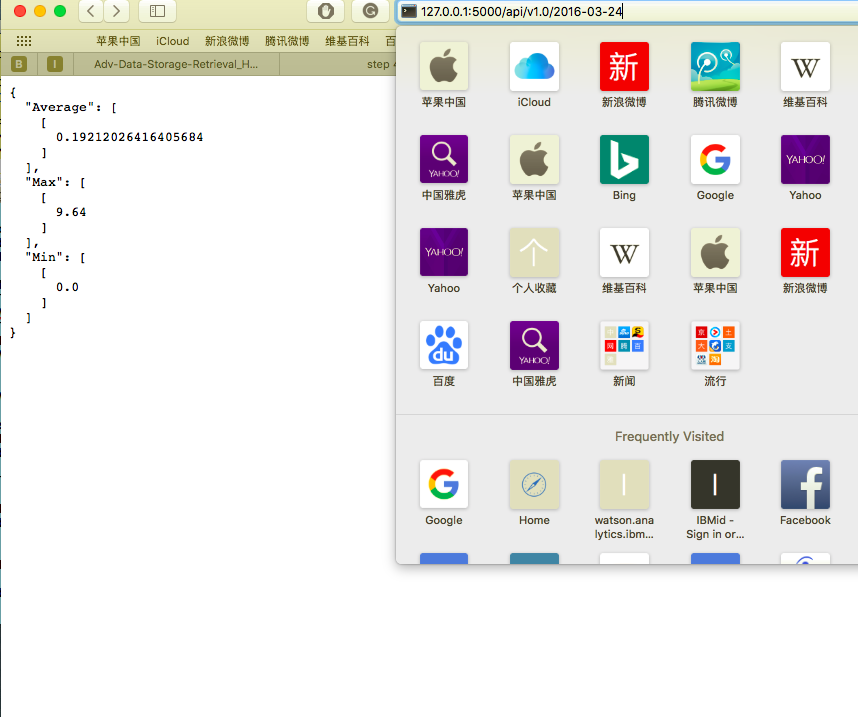 127.0.0.1:5000/api/v1.0/2016-03-24
苹果中国 iCloud 新浪微博 腾讯微博 维基百科 百
B I Adv-Data-Storage-Retrieval_H... step 4
{
"Average": [
[
0.19212026416405684
]
],
"Max": [
[
9.64
]
],
"Min": [
[
0.0
]
]
}
新 W
苹果中国 iCloud 新浪微博 腾讯微博 维基百科
YAHOO! YAHOO!
中国雅虎 苹果中国 Bing Google Yahoo
YAHOO! 个 W 新
Yahoo 个人收藏 维基百科 苹果中国 新浪微博
du YAHOO!
百度 中国雅虎 新闻 流行
Frequently Visited
I I
Google Home watson.ana IBMid - Facebook
lytics.ibm... Sign in or...